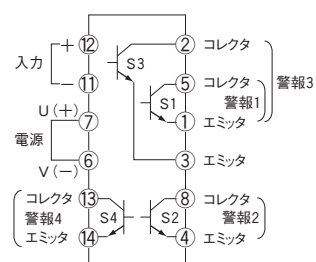 + ⑫ ② コレクタ
入力 S3 警報3
− ⑪ ⑤ コレクタ
S1 警報1
U(+) ⑦ ① エミッタ
電源
V(−) ⑥ ③ エミッタ
コレクタ ⑬ ⑧ コレクタ
警報4 S4 S2 警報2
エミッタ ⑭ ④ エミッタ